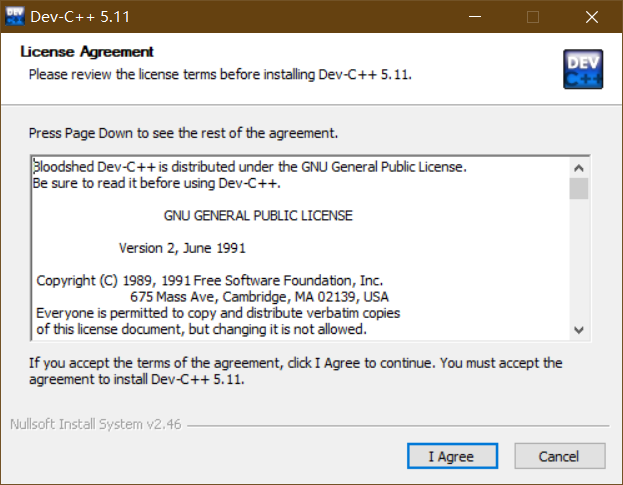 Dev-C++ 5.11
License Agreement
Please review the license terms before installing Dev-C++ 5.11.
DEV
C++
Press Page Down to see the rest of the agreement.
Bloodshed Dev-C++ is distributed under the GNU General Public License.
Be sure to read it before using Dev-C++.
GNU GENERAL PUBLIC LICENSE
Version 2, June 1991
Copyright (C) 1989, 1991 Free Software Foundation, Inc.
675 Mass Ave, Cambridge, MA 02139, USA
Everyone is permitted to copy and distribute verbatim copies
of this license document, but changing it is not allowed.
If you accept the terms of the agreement, click I Agree to continue. You must accept the
agreement to install Dev-C++ 5.11.
Nullsoft Install System v2.46
I Agree
Cancel